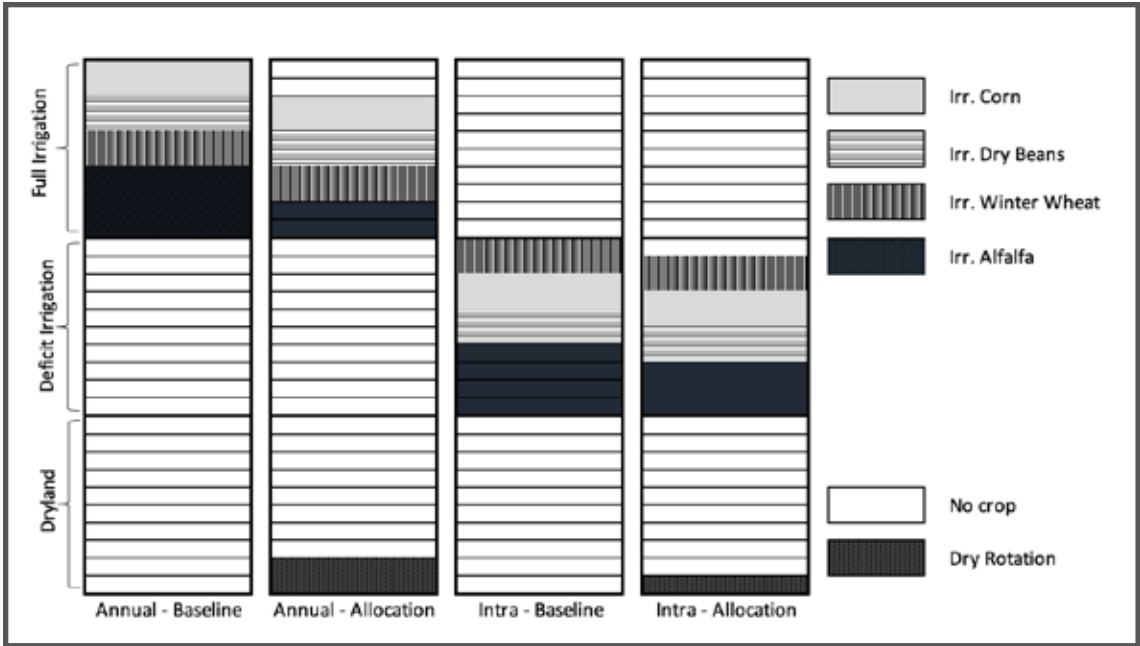 Full Irrigation
Deficit Irrigation
Dryland
Annual - Baseline
Annual - Allocation
Intra - Baseline
Intra - Allocation
Irr. Corn
Irr. Dry Beans
Irr. Winter Wheat
Irr. Alfalfa
No crop
Dry Rotation